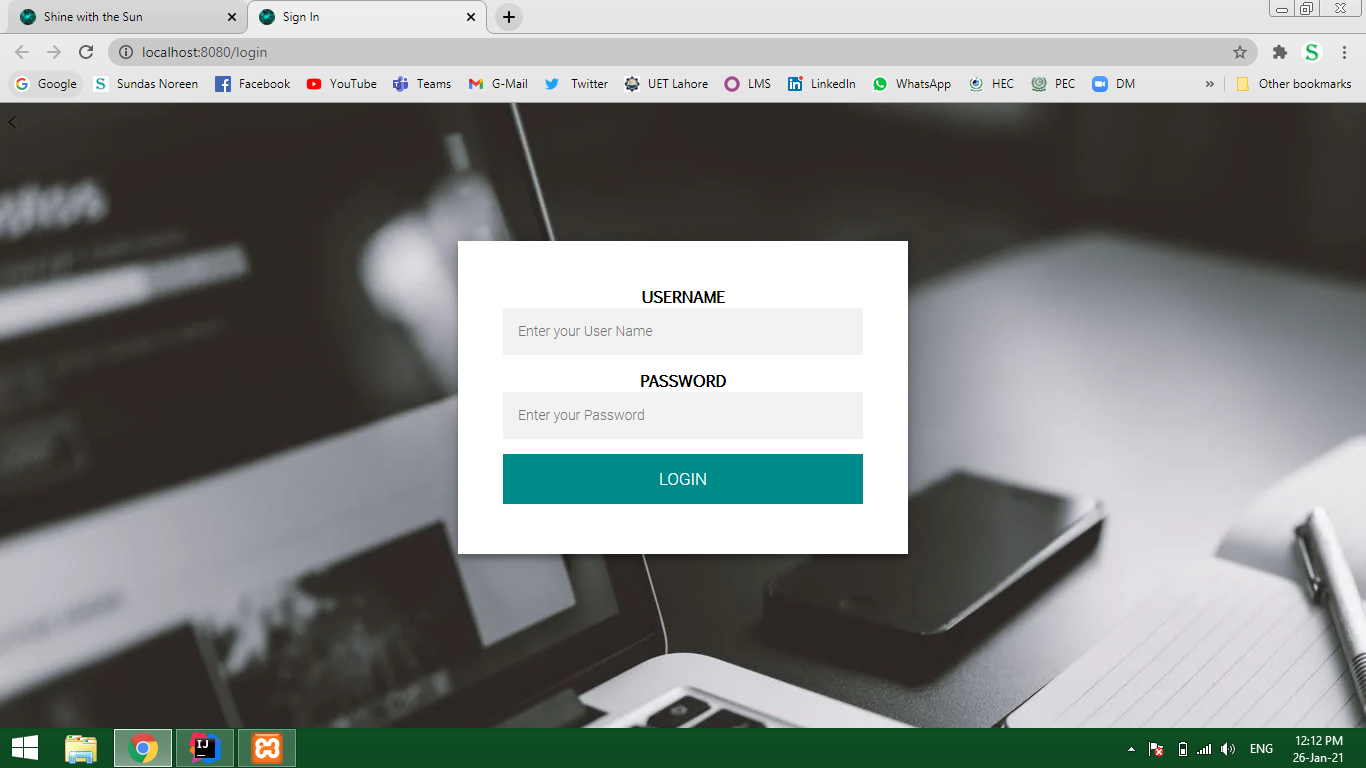 Shine with the Sun
Sign In
localhost:8080/login
Google Sundas Noreen Facebook YouTube Teams G-Mail Twitter UET Lahore LMS LinkedIn WhatsApp HEC PEC DM » Other bookmarks
USERNAME
Enter your User Name
PASSWORD
Enter your Password
LOGIN
ENG
12:12 PM
26-Jan-21